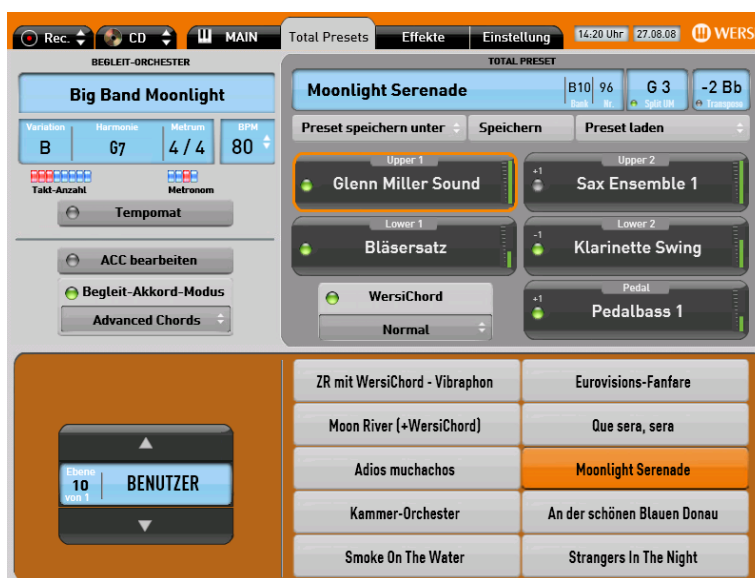 Rec. CD MAIN Total Presets Effekte Einstellung 14:20 Uhr 27.08.08 WERS
BEGLEIT-ORCHESTER
Big Band Moonlight
Variation Harmonie Metrum BPM
B G7 4 / 4 80
Takt-Anzahl Metronom
Tempomat
ACC bearbeiten
Begleit-Akkord-Modus
Advanced Chords
TOTAL PRESET
Moonlight Serenade B10 96 G 3 -2 Bb
Bank Nr. Split UM Transpose
Preset speichern unter Speichern Preset laden
Upper 1
Glenn Miller Sound
Upper 2
+1
Sax Ensemble 1
Lower 1
Bläsersatz
Lower 2
-1
Klarinette Swing
WersiChord
Normal
Pedal
+1
Pedalbass 1
Ebene
10
von 1
BENUTZER
ZR mit WersiChord - Vibraphon Eurovisions-Fanfare
Moon River (+WersiChord) Que sera, sera
Adios muchachos Moonlight Serenade
Kammer-Orchester An der schönen Blauen Donau
Smoke On The Water Strangers In The Night